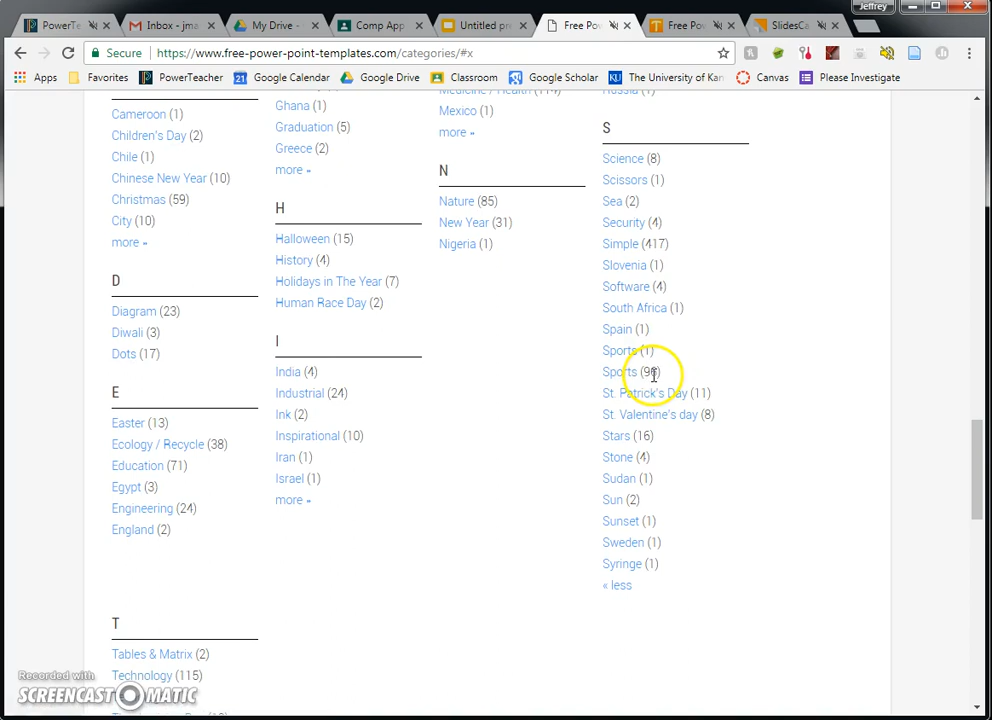 Jeffrey
PowerTe
Inbox - jma
My Drive -
Comp App
Untitled pr
Free Po
Free Po
SlidesCa
Secure
https://www.free-power-point-templates.com/categories/#x
Apps
Favorites
PowerTeacher
Google Calendar
Google Drive
Classroom
Google Scholar
The University of Kan
Canvas
Please Investigate
Cameroon (1)
Children's Day (2)
Chile (1)
Chinese New Year (10)
Christmas (59)
City (10)
more »
D
Diagram (23)
Diwali (3)
Dots (17)
E
Easter (13)
Ecology / Recycle (38)
Education (71)
Egypt (3)
Engineering (24)
England (2)
Ghana (1)
Graduation (5)
Greece (2)
more »
H
Halloween (15)
History (4)
Holidays in The Year (7)
Human Race Day (2)
I
India (4)
Industrial (24)
Ink (2)
Inspirational (10)
Iran (1)
Israel (1)
more »
Medicine / Health (114)
Mexico (1)
more »
N
Nature (85)
New Year (31)
Nigeria (1)
Russia (1)
S
Science (8)
Scissors (1)
Sea (2)
Security (4)
Simple (417)
Slovenia (1)
Software (4)
South Africa (1)
Spain (1)
Sports (1)
Sports
St. Patrick's Day (11)
St. Valentine's day (8)
Stars (16)
Stone (4)
Sudan (1)
Sun (2)
Sunset (1)
Sweden (1)
Syringe (1)
« less
T
Tables & Matrix (2)
Technology (115)
Recorded with
SCREENCAST-O-MATIC